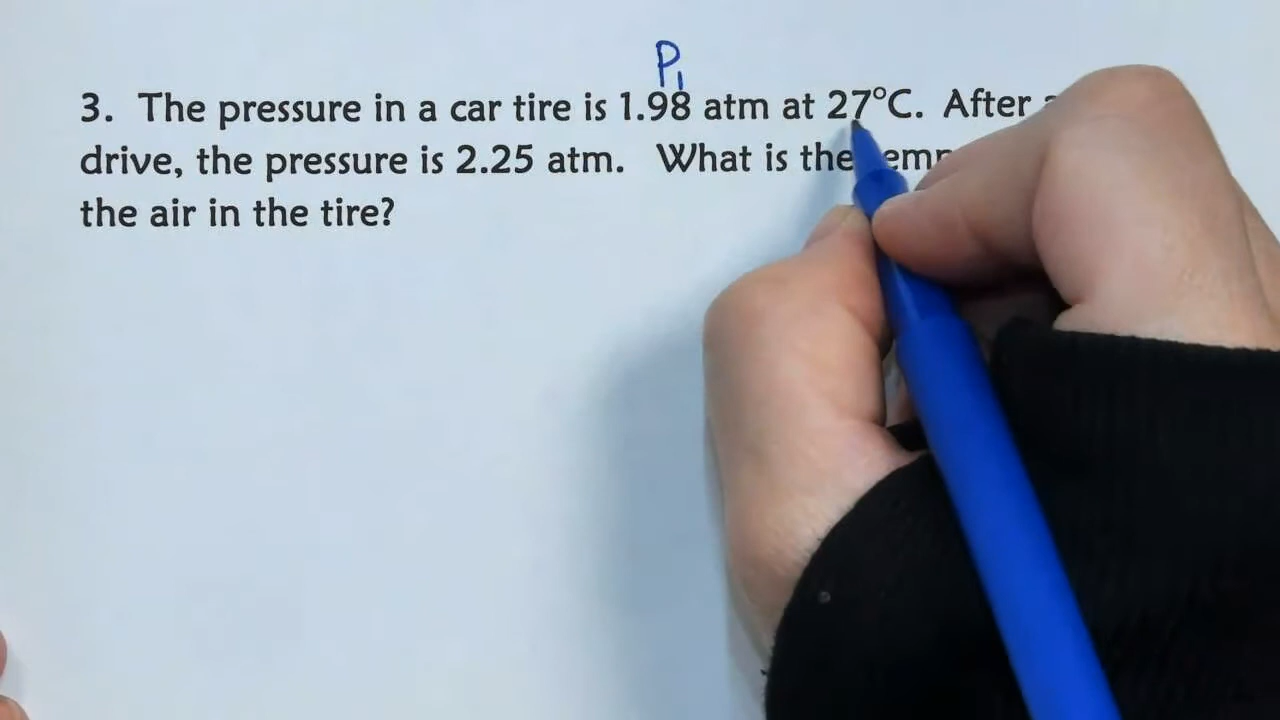 P₁
3. The pressure in a car tire is 1.98 atm at 27°C. After
drive, the pressure is 2.25 atm. What is the
the air in the tire?